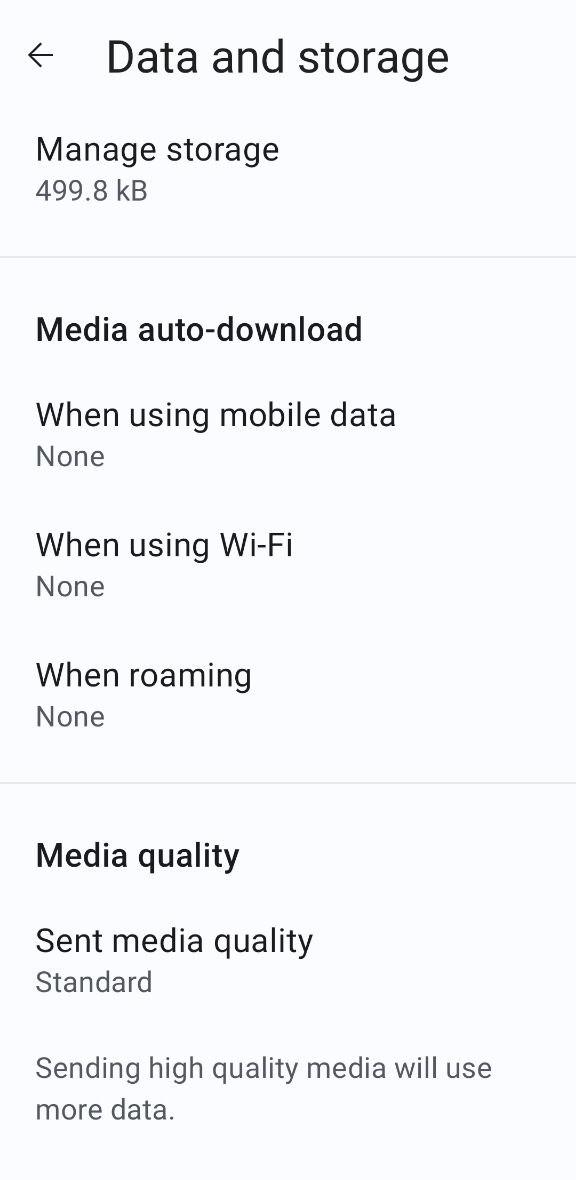 Data and storage
Manage storage
499.8 kB
Media auto-download
When using mobile data
None
When using Wi-Fi
None
When roaming
None
Media quality
Sent media quality
Standard
Sending high quality media will use
more data.